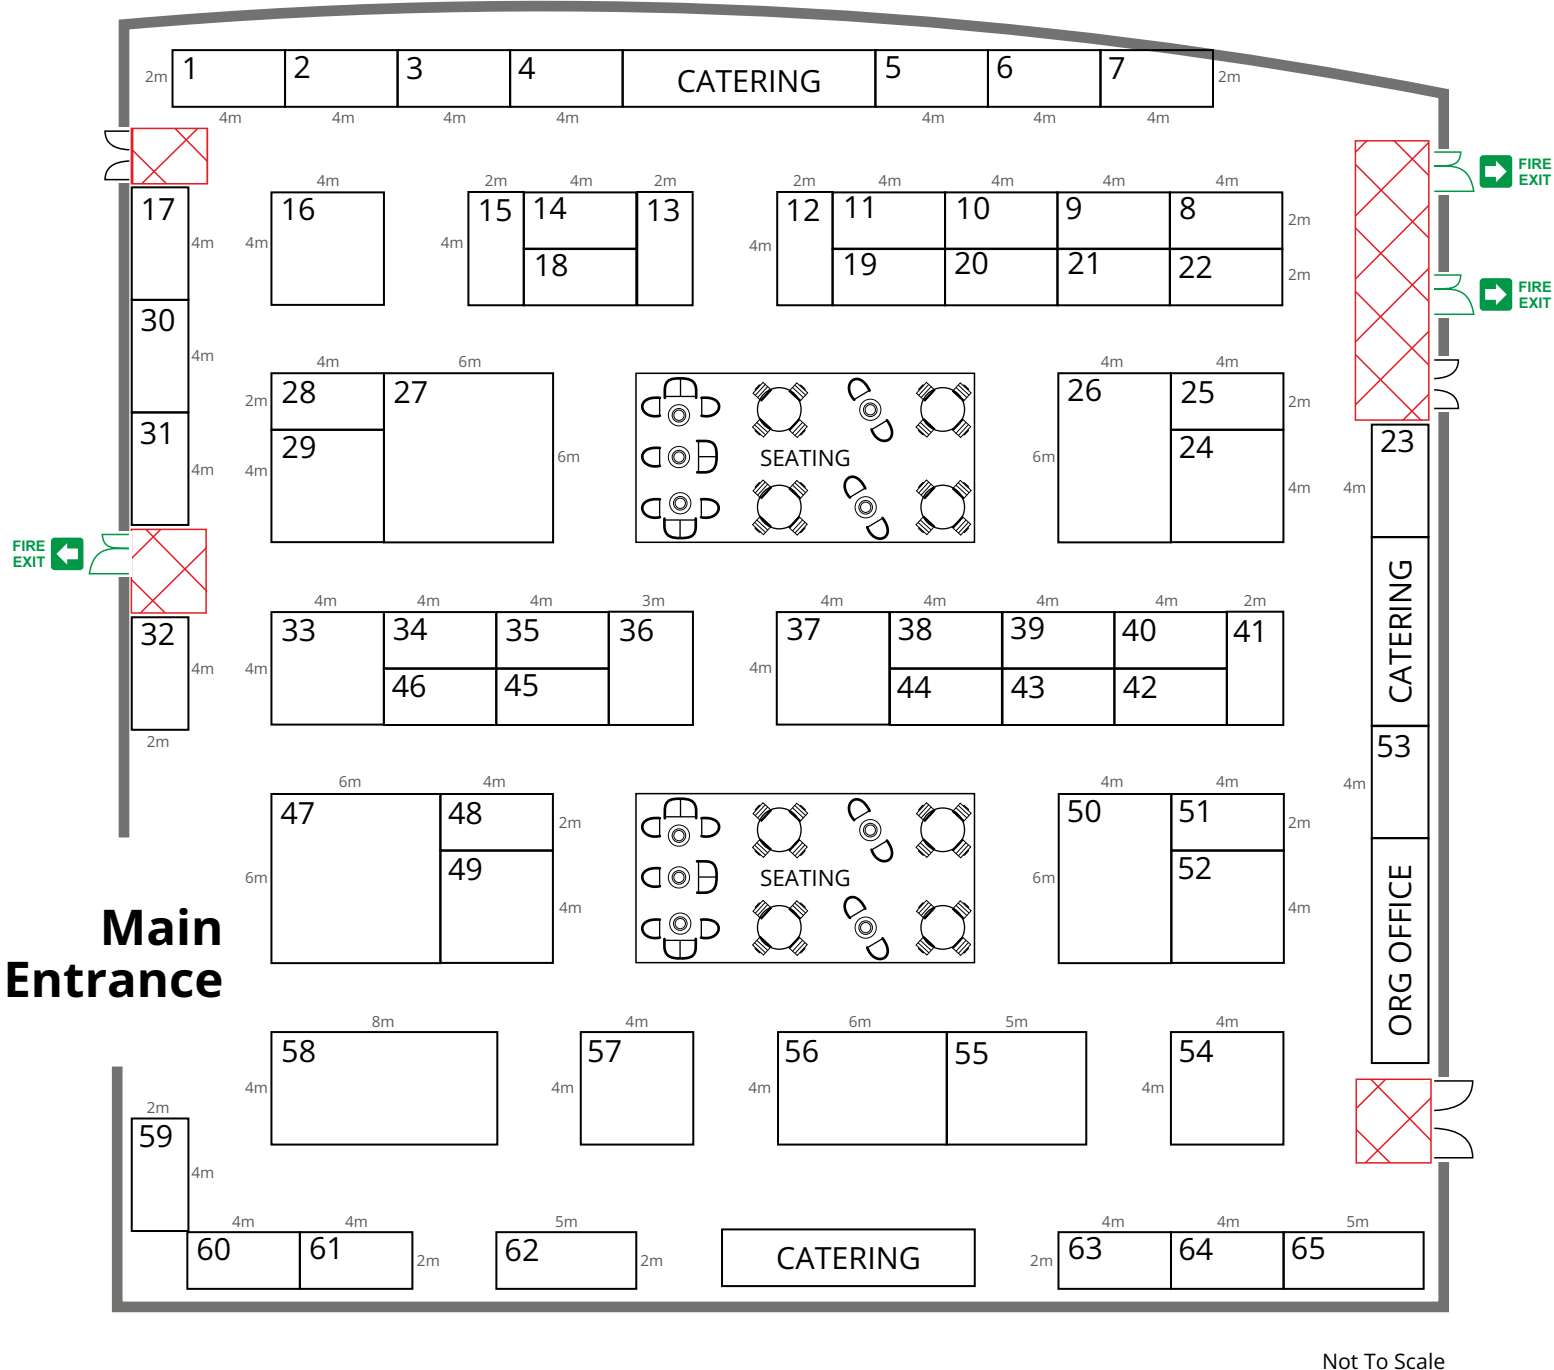 2m 1 2 3 4 CATERING 5 6 7 2m
4m 4m 4m 4m 4m 4m 4m
FIRE
EXIT
4m 2m 4m 2m 2m 4m 4m 4m 4m
17 16 15 14 13 12 11 10 9 8
2m
4m 4m 4m 4m
18 19 20 21 22
2m
FIRE
EXIT
30
4m
4m 6m 4m 4m
28 27 26 25
2m 2m
SEATING
31 29 24 23
4m 4m 6m 6m 4m 4m
FIRE
EXIT
CATERING
4m 4m 4m 3m 4m 4m 4m 4m 2m
32 33 34 35 36 37 38 39 40 41
4m 4m 4m
46 45 44 43 42
2m
53
4m
6m 4m 4m 4m
47 48 50 51
2m 2m
SEATING
49 52
6m 4m 6m 4m
ORG OFFICE
Main
Entrance
8m 4m 6m 5m 4m
58 57 56 55 54
4m 4m 4m 4m
2m
59
4m
4m 4m 5m 4m 4m 5m
60 61 62 CATERING 63 64 65
2m 2m 2m
Not To Scale